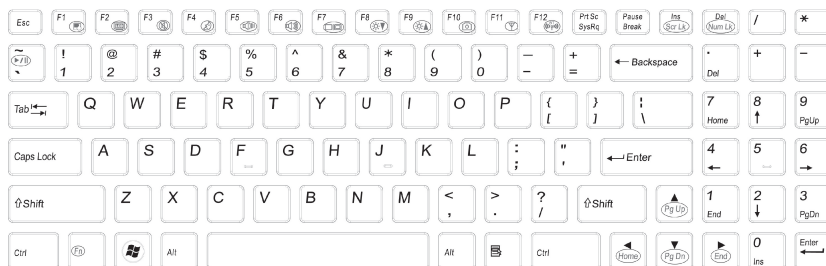 Esc F1 F2 F3 F4 F5 F6 F7 F8 F9 F10 F11 F12 Prt Sc Pause Ins Del / *
SysRq Break Scr Lk Num Lk
~ ! @ # $ % ^ & * ( ) — + ← Backspace . + –
` 1 2 3 4 5 6 7 8 9 0 – = Del
Tab Q W E R T Y U I O P { } ¦ 7 8 9
[ ] \ Home ↑ PgUp
Caps Lock A S D F G H J K L : " Enter 4 5 6
; ' ← →
⇧Shift Z X C V B N M < > ? ⇧Shift ▲ 1 2 3
, . / Pg Up End ↓ PgDn
Ctrl Fn Alt Alt Ctrl ◀ ▼ ▶ 0 Enter
Home Pg Dn End Ins